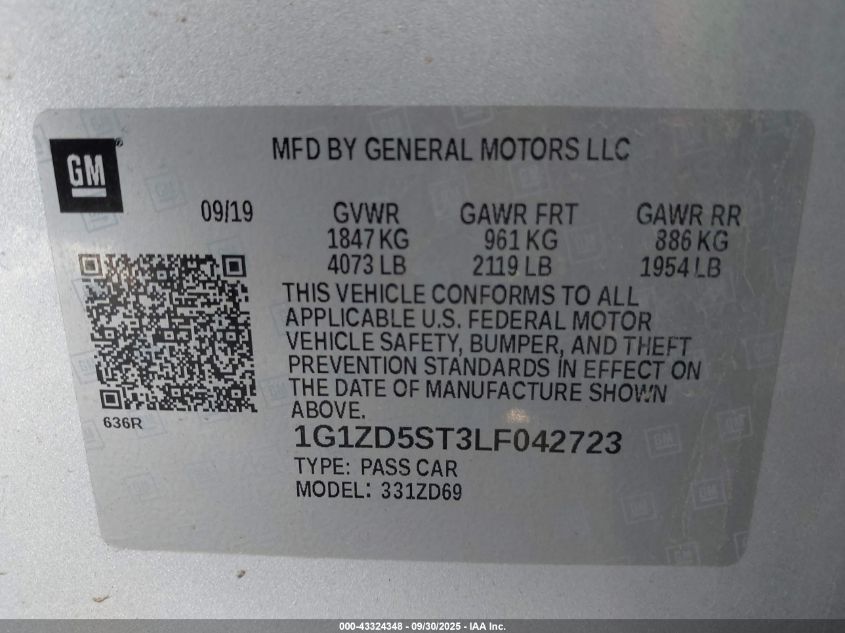 GM
MFD BY GENERAL MOTORS LLC
09/19 GVWR GAWR FRT GAWR RR
1847 KG 961 KG 886 KG
4073 LB 2119 LB 1954 LB
THIS VEHICLE CONFORMS TO ALL
APPLICABLE U.S. FEDERAL MOTOR
VEHICLE SAFETY, BUMPER, AND THEFT
PREVENTION STANDARDS IN EFFECT ON
THE DATE OF MANUFACTURE SHOWN
ABOVE.
636R
1G1ZD5ST3LF042723
TYPE: PASS CAR
MODEL: 331ZD69
000-43324348 - 09/30/2025 - IAA Inc.